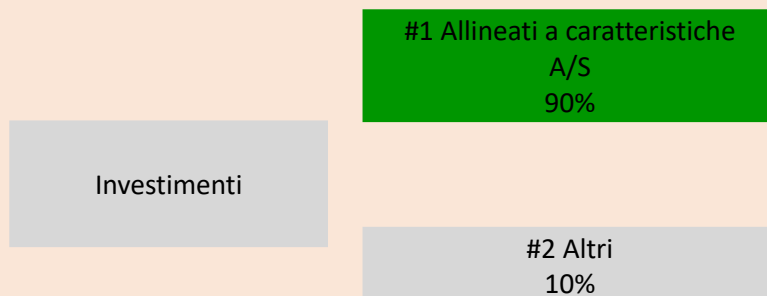 #1 Allineati a caratteristiche
A/S
90%
Investimenti
#2 Altri
10%